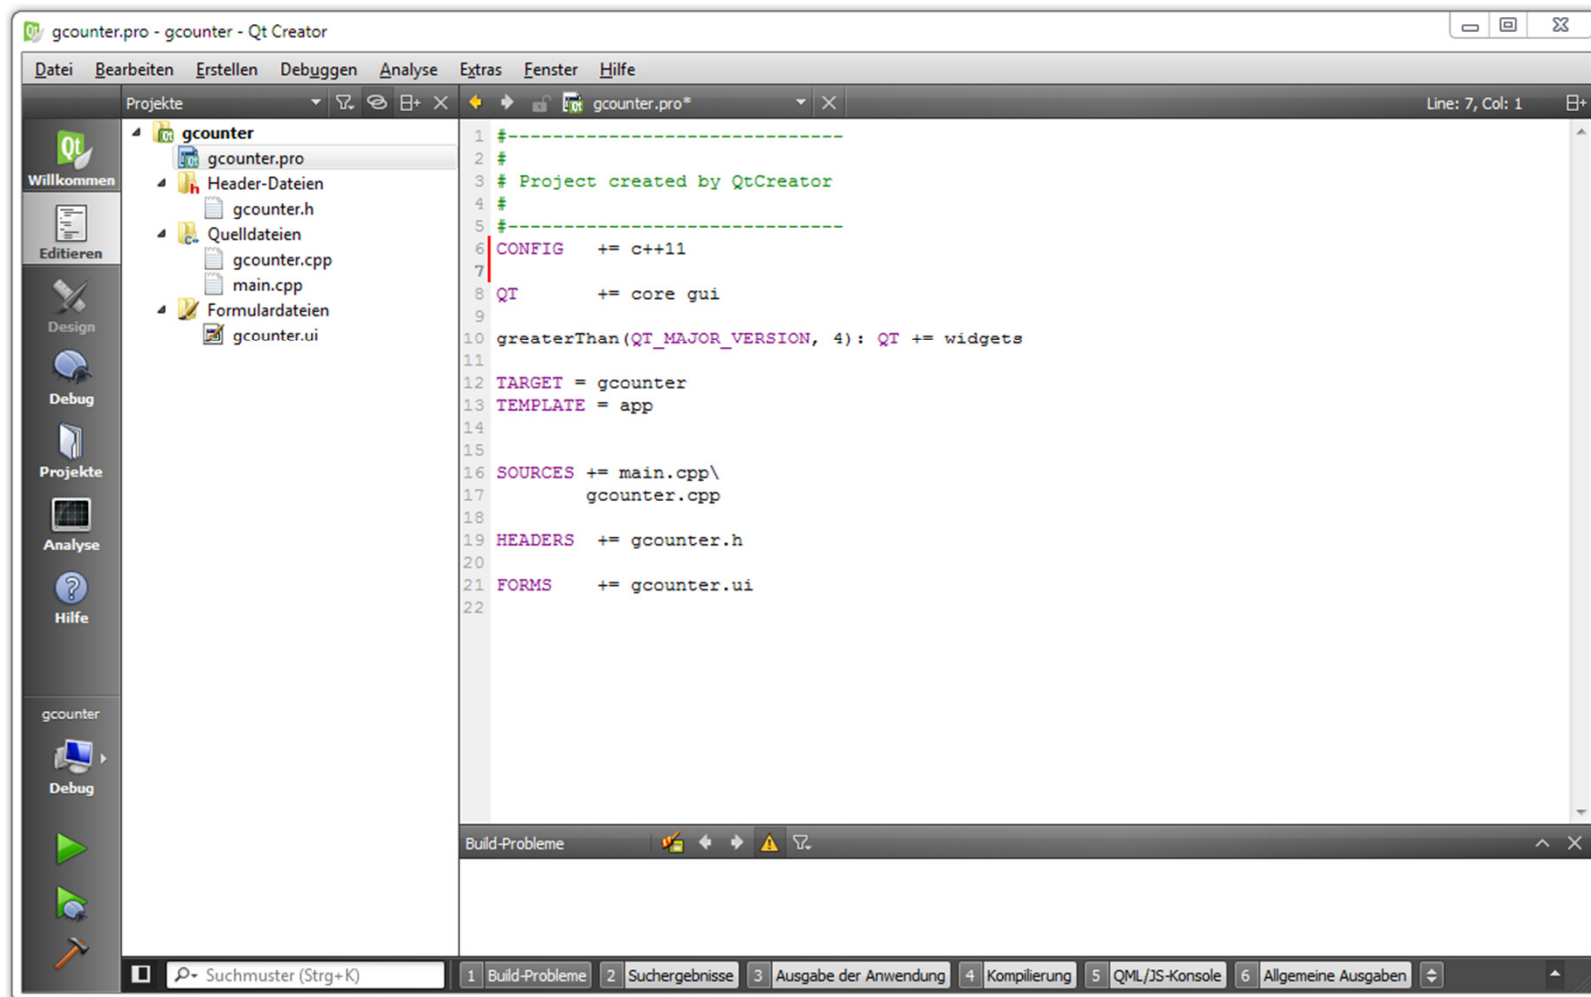 gcounter.pro - gcounter - Qt Creator
Datei Bearbeiten Erstellen Debuggen Analyse Extras Fenster Hilfe
Projekte
gcounter.pro*
Line: 7, Col: 1
Qt
Willkommen
Editieren
Design
Debug
Projekte
Analyse
Hilfe
gcounter
Debug
gcounter
gcounter.pro
Header-Dateien
gcounter.h
Quelldateien
gcounter.cpp
main.cpp
Formulardateien
gcounter.ui
1 #------------------------------
2 #
3 # Project created by QtCreator
4 #
5 #------------------------------
6 CONFIG   += c++11
7
8 QT       += core gui
9
10 greaterThan(QT_MAJOR_VERSION, 4): QT += widgets
11
12 TARGET = gcounter
13 TEMPLATE = app
14
15
16 SOURCES += main.cpp\
17         gcounter.cpp
18
19 HEADERS  += gcounter.h
20
21 FORMS    += gcounter.ui
22
Build-Probleme
Suchmuster (Strg+K)
1 Build-Probleme 2 Suchergebnisse 3 Ausgabe der Anwendung 4 Kompilierung 5 QML/JS-Konsole 6 Allgemeine Ausgaben